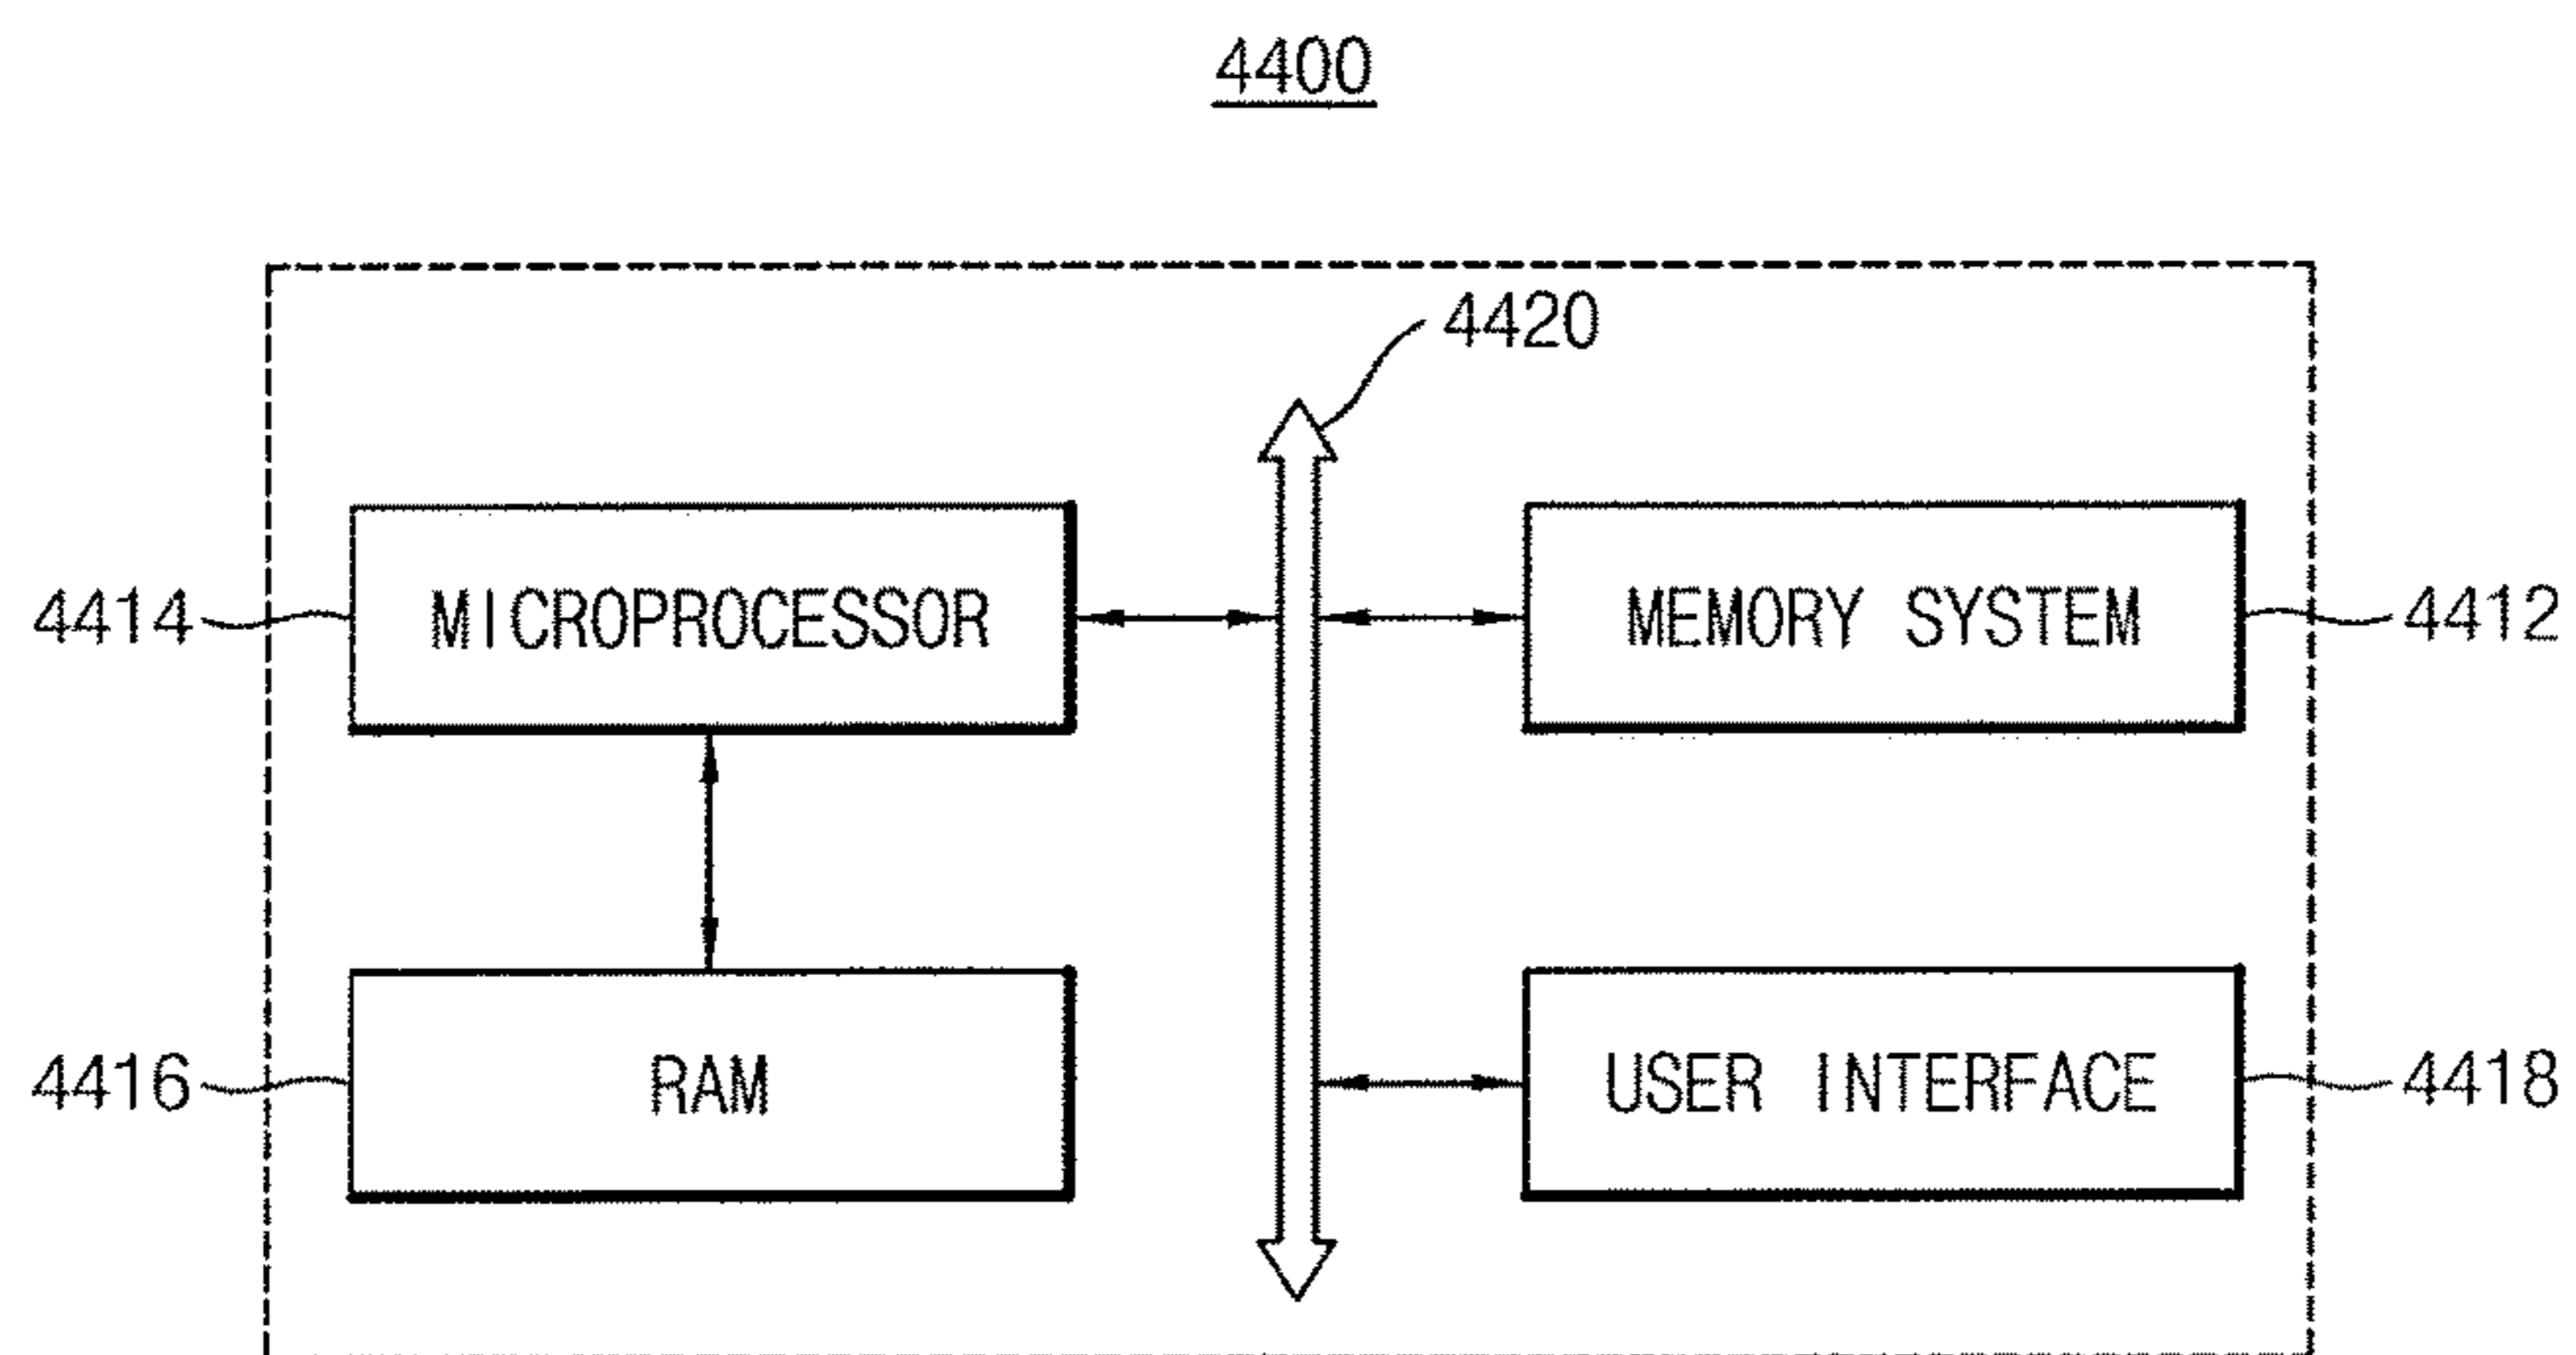 4400
4420
4414 MICROPROCESSOR MEMORY SYSTEM 4412
4416 RAM USER INTERFACE 4418